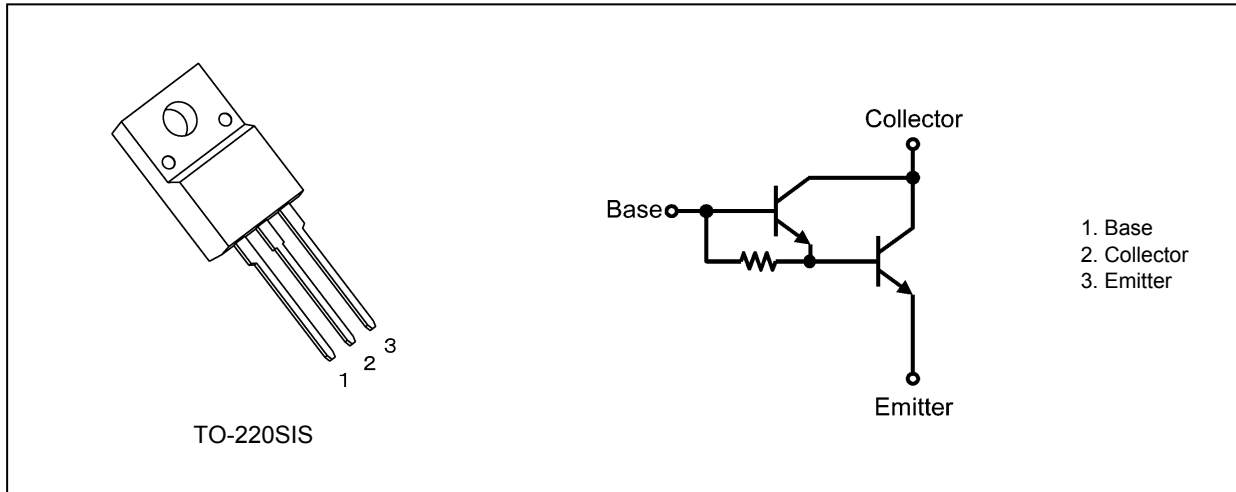 1
2
3
TO-220SIS
Collector
Base
Emitter
1. Base
2. Collector
3. Emitter